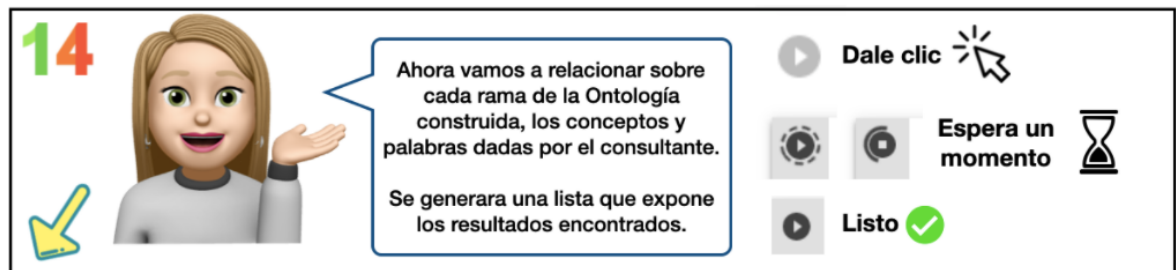 14
Ahora vamos a relacionar sobre
cada rama de la Ontología
construida, los conceptos y
palabras dadas por el consultante.
Se generara una lista que expone
los resultados encontrados.
Dale clic
Espera un
momento
Listo